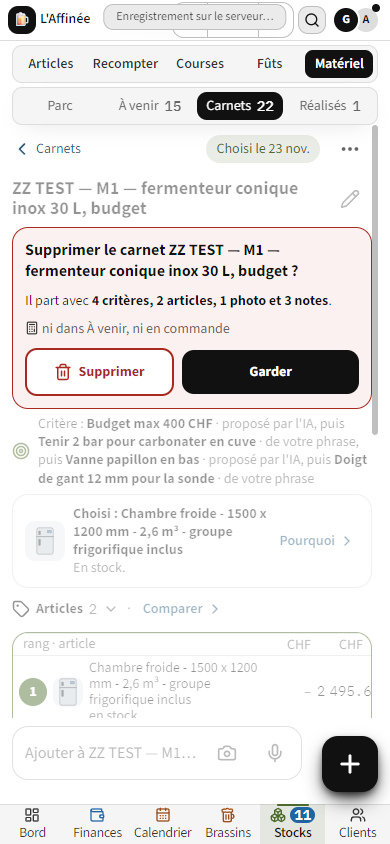 L'Affinée
Enregistrement sur le serveur…
G
A
Articles
Recompter
Courses
Fûts
Matériel
Parc
À venir 15
Carnets 22
Réalisés 1
Carnets
Choisi le 23 nov.
ZZ TEST — M1 — fermenteur conique
inox 30 L, budget
Supprimer le carnet ZZ TEST — M1 —
fermenteur conique inox 30 L, budget ?
Il part avec 4 critères, 2 articles, 1 photo et 3 notes.
ni dans À venir, ni en commande
Supprimer
Garder
Critère : Budget max 400 CHF · proposé par l'IA, puis
Tenir 2 bar pour carbonater en cuve · de votre phrase,
puis Vanne papillon en bas · proposé par l'IA, puis Doigt
de gant 12 mm pour la sonde · de votre phrase
Choisi : Chambre froide - 1500 x
1200 mm - 2,6 m³ - groupe
frigorifique inclus
En stock.
Pourquoi
Articles 2
· Comparer
rang · article
CHF
CHF
1
Chambre froide - 1500 x 1200
mm - 2,6 m³ - groupe
frigorifique inclus
en stock
– 2 495.6
Ajouter à ZZ TEST — M1…
Bord
Finances
Calendrier
Brassins
11
Stocks
Clients